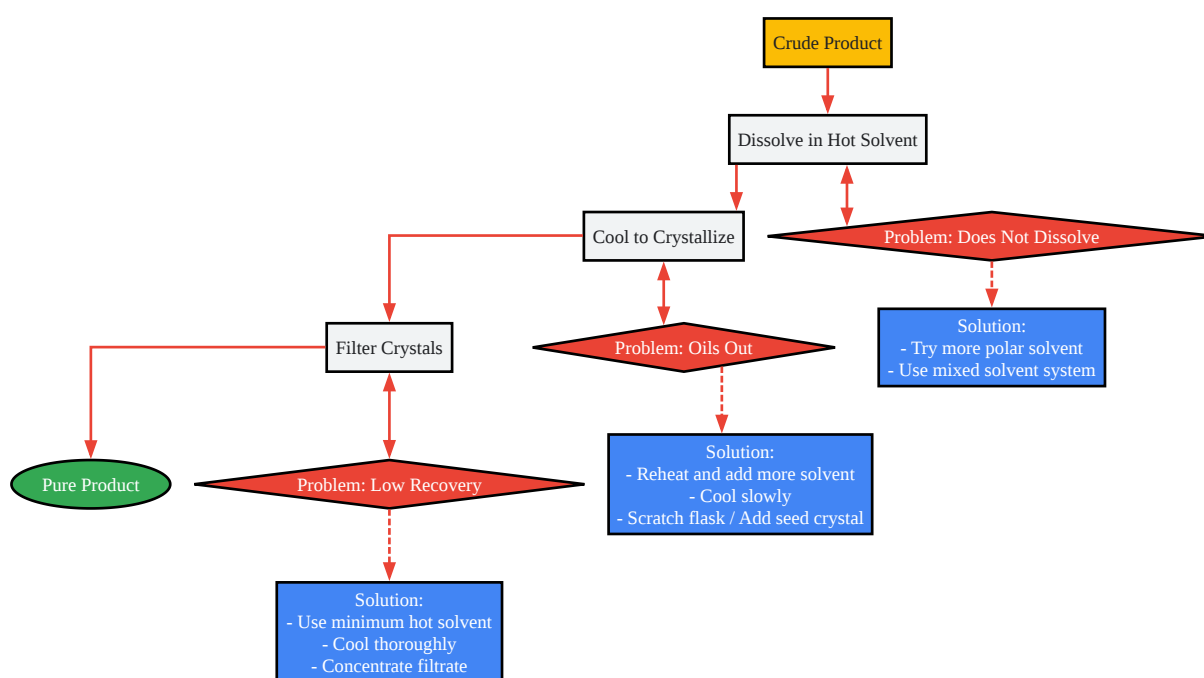 Crude Product
Dissolve in Hot Solvent
Cool to Crystallize
Problem: Does Not Dissolve
Solution:
- Try more polar solvent
- Use mixed solvent system
Filter Crystals
Problem: Oils Out
Solution:
- Reheat and add more solvent
- Cool slowly
- Scratch flask / Add seed crystal
Pure Product
Problem: Low Recovery
Solution:
- Use minimum hot solvent
- Cool thoroughly
- Concentrate filtrate